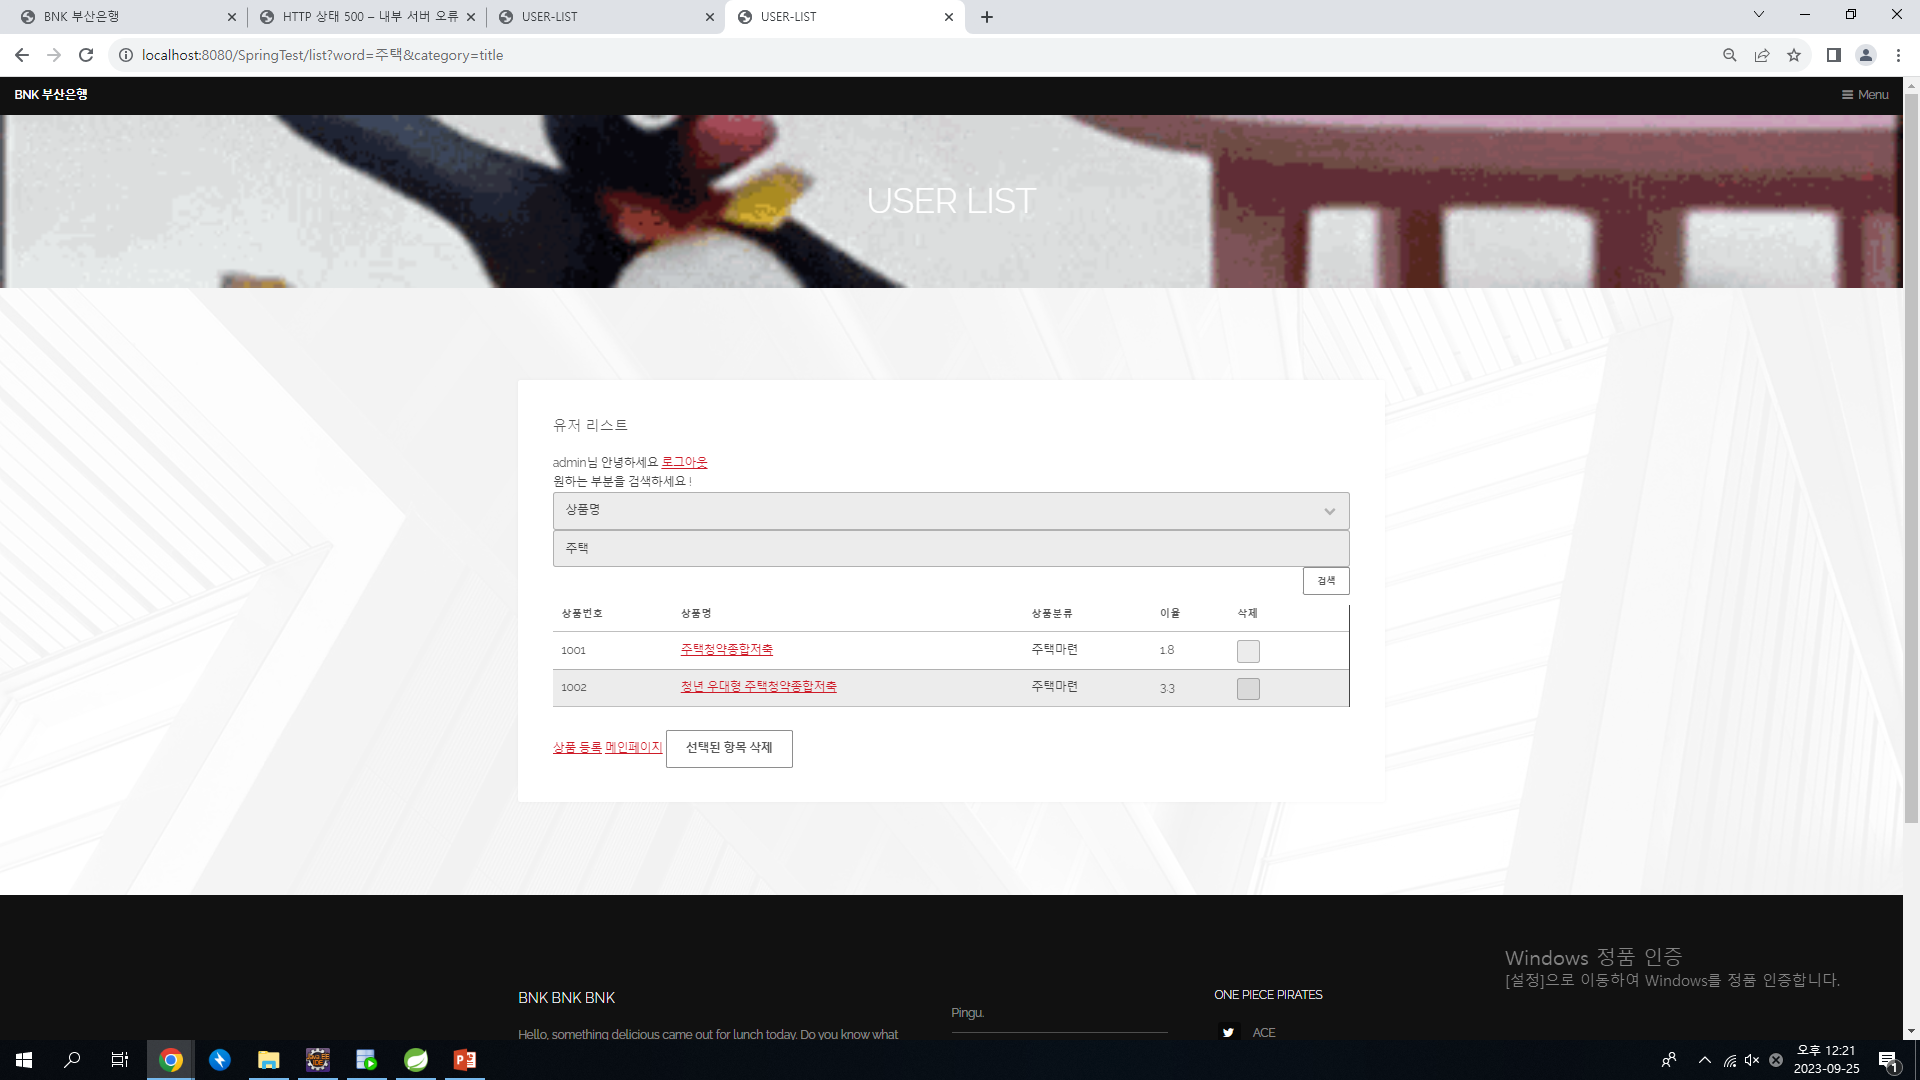 BNK 부산은행
HTTP 상태 500 – 내부 서버 오류
USER-LIST
USER-LIST
localhost:8080/SpringTest/list?word=주택&category=title
BNK 부산은행
Menu
USER LIST
유저 리스트
admin님 안녕하세요 로그아웃
원하는 부분을 검색하세요 !
상품명
주택
검색
상품번호 상품명 상품분류 이율 삭제
1001 주택청약종합저축 주택마련 1.8
1002 청년 우대형 주택청약종합저축 주택마련 3.3
상품 등록 메인페이지 선택된 항목 삭제
Windows 정품 인증
[설정]으로 이동하여 Windows를 정품 인증합니다.
BNK BNK BNK
Hello, something delicious came out for lunch today. Do you know what
Pingu.
ONE PIECE PIRATES
ACE
오후 12:21
2023-09-25
1